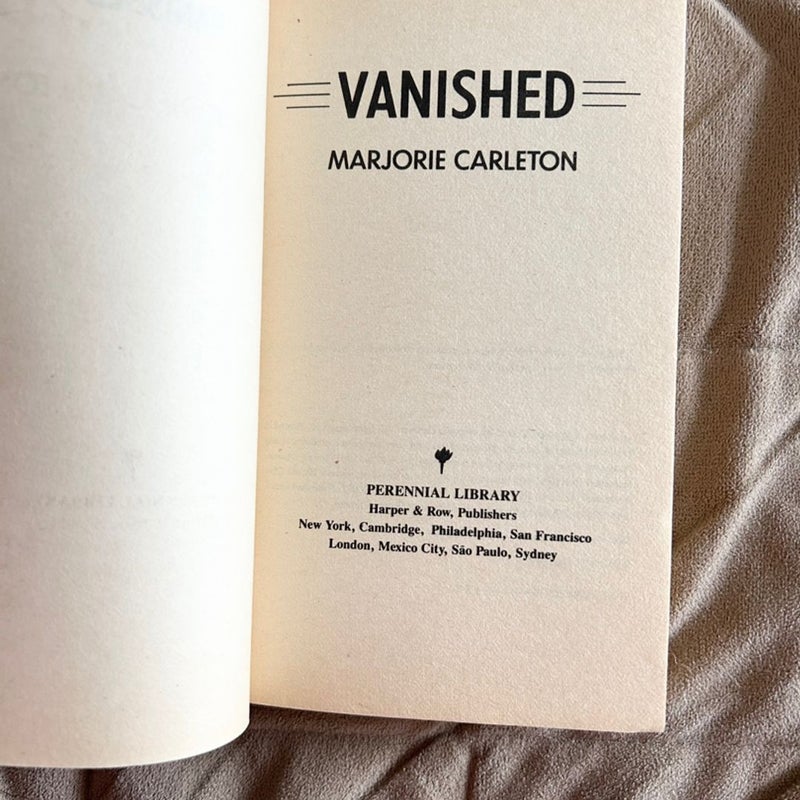 VANISHED
MARJORIE CARLETON
PERENNIAL LIBRARY
Harper & Row, Publishers
New York, Cambridge, Philadelphia, San Francisco
London, Mexico City, São Paulo, Sydney